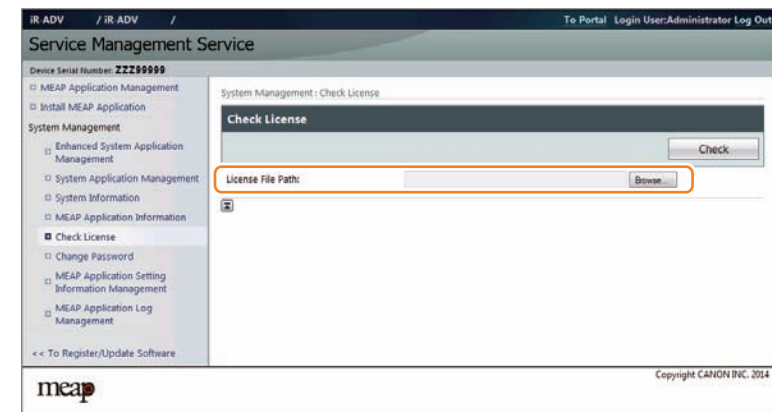 iR-ADV / iR-ADV / To Portal Login User:Administrator Log Out
Service Management Service
Device Serial Number: ZZZ99999
MEAP Application Management
Install MEAP Application
System Management
Enhanced System Application
Management
System Application Management
System Information
MEAP Application Information
Check License
Change Password
MEAP Application Setting
Information Management
MEAP Application Log
Management
<< To Register/Update Software
System Management : Check License
Check License
Check
License File Path: Browse...
Copyright CANON INC. 2014
meap